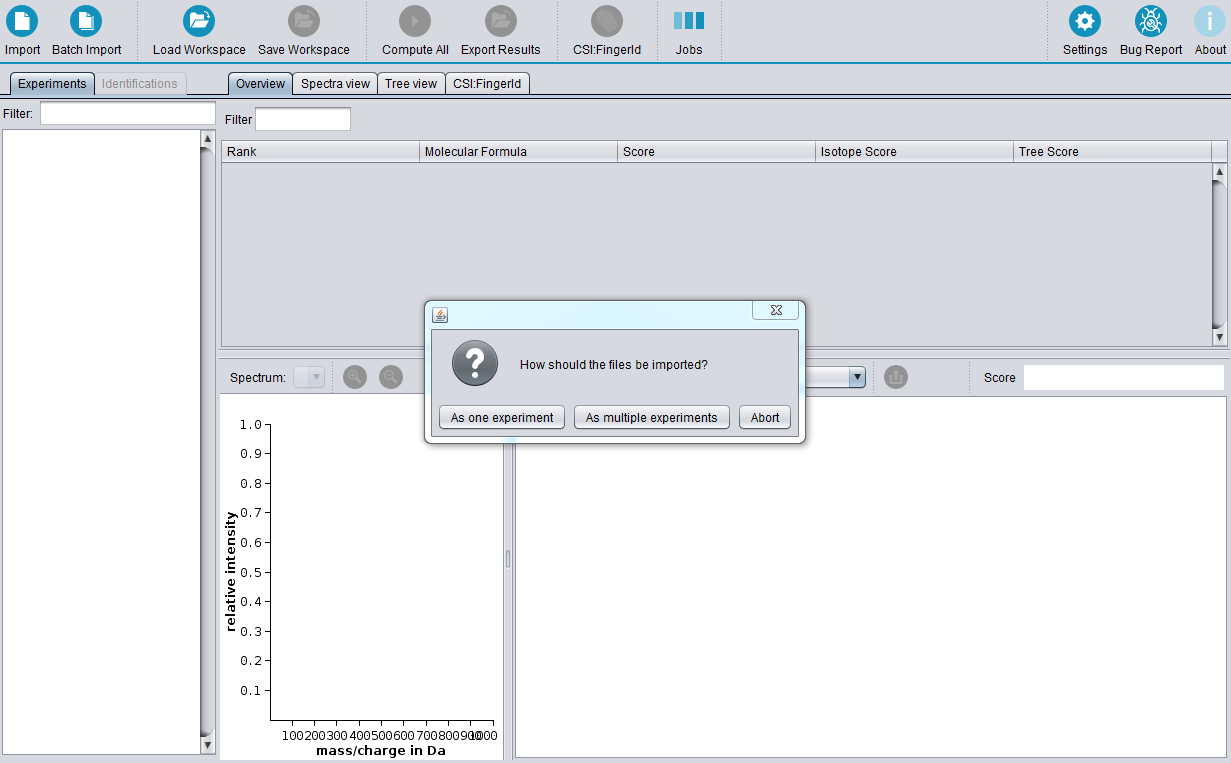 Import Batch Import Load Workspace Save Workspace Compute All Export Results CSI:FingerId Jobs Settings Bug Report About
Experiments Identifications Overview Spectra view Tree view CSI:FingerId
Filter:
Filter
Rank Molecular Formula Score Isotope Score Tree Score
How should the files be imported?
As one experiment As multiple experiments Abort
Spectrum: Score
1.0
0.9
0.8
0.7
0.6
0.5
0.4
0.3
0.2
0.1
relative intensity
100 200 300 400 500 600 700 800 900 1000
mass/charge in Da